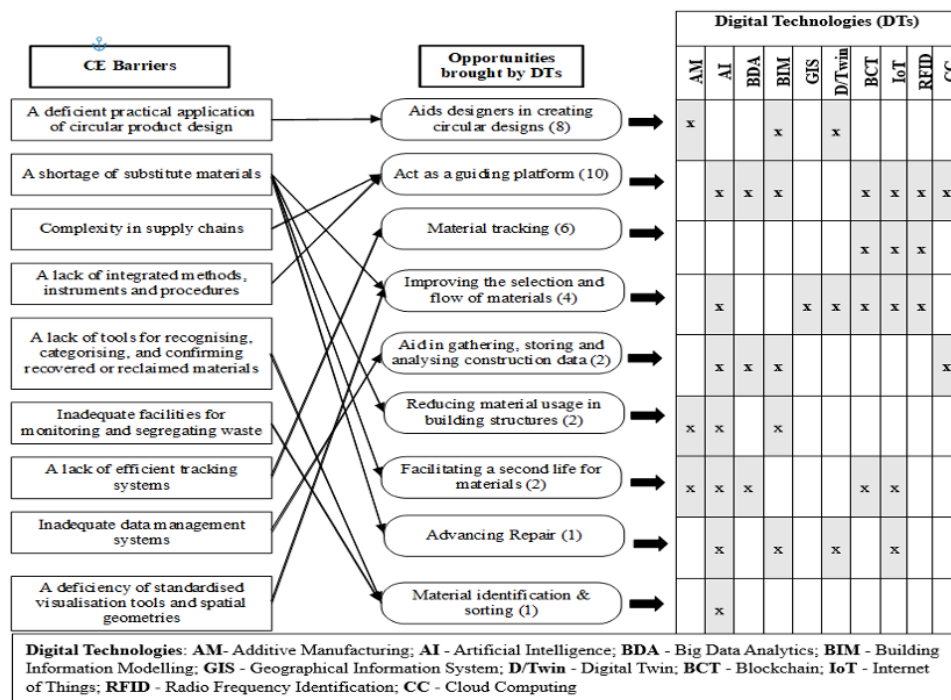 Digital Technologies (DTs)
CE Barriers
Opportunities
brought by DTs
AM
AI
BDA
BIM
GIS
D/Twin
BCT
IoT
RFID
CC
A deficient practical application
of circular product design
Aids designers in creating
circular designs (8)
x
x
x
A shortage of substitute materials
Act as a guiding platform (10)
x
x
x
x
x
x
x
Complexity in supply chains
Material tracking (6)
x
x
x
A lack of integrated methods,
instruments and procedures
Improving the selection and
flow of materials (4)
x
x
x
x
x
x
A lack of tools for recognising,
categorising, and confirming
recovered or reclaimed materials
Aid in gathering, storing and
analysing construction data (2)
x
x
x
x
Inadequate facilities for
monitoring and segregating waste
Reducing material usage in
building structures (2)
x
x
x
A lack of efficient tracking
systems
Facilitating a second life for
materials (2)
x
x
x
x
x
Inadequate data management
systems
Advancing Repair (1)
x
x
x
x
A deficiency of standardised
visualisation tools and spatial
geometries
Material identification &
sorting (1)
x
Digital Technologies: AM- Additive Manufacturing; AI - Artificial Intelligence; BDA - Big Data Analytics; BIM - Building
Information Modelling; GIS - Geographical Information System; D/Twin - Digital Twin; BCT - Blockchain; IoT - Internet
of Things; RFID - Radio Frequency Identification; CC - Cloud Computing